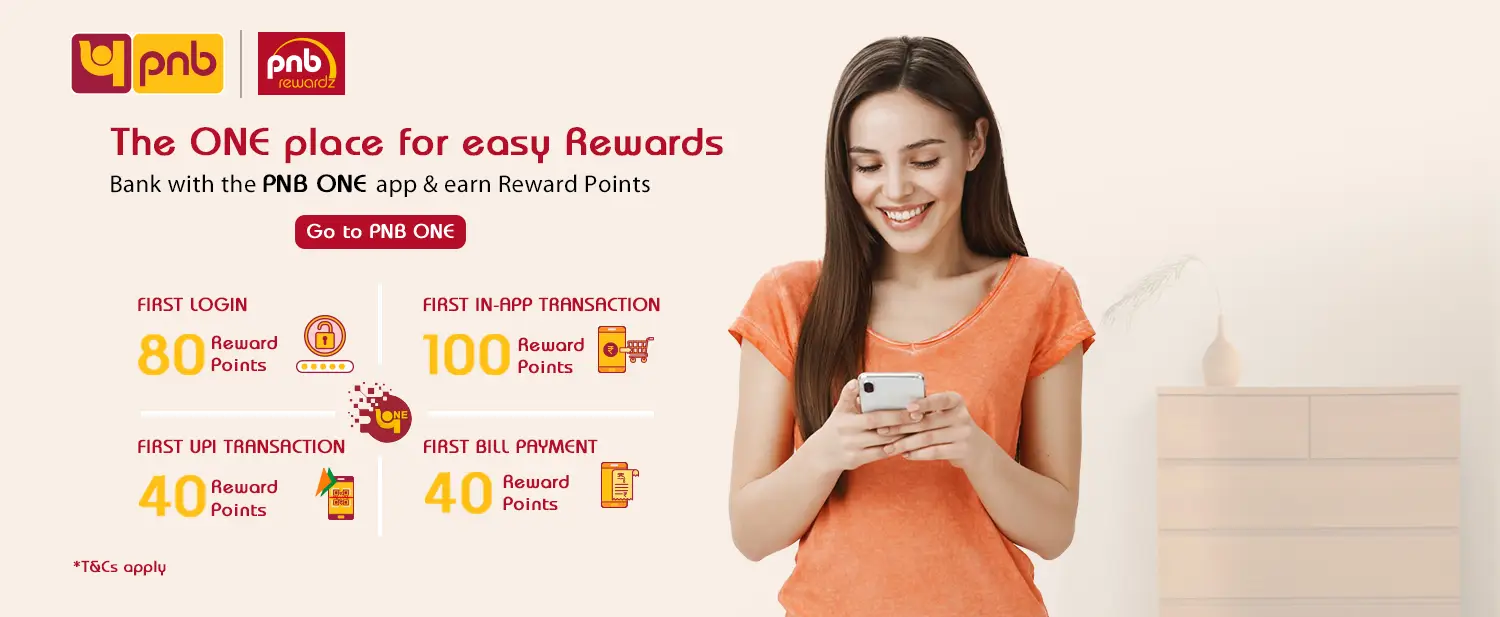 pnb
pnb
rewardz
The ONE place for easy Rewards
Bank with the PNB ONE app & earn Reward Points
Go to PNB ONE
FIRST LOGIN
80 Reward
Points
FIRST IN-APP TRANSACTION
100 Reward
Points
₹
NE
FIRST UPI TRANSACTION
40 Reward
Points
FIRST BILL PAYMENT
40 Reward
Points
₹
₹
*T&Cs apply